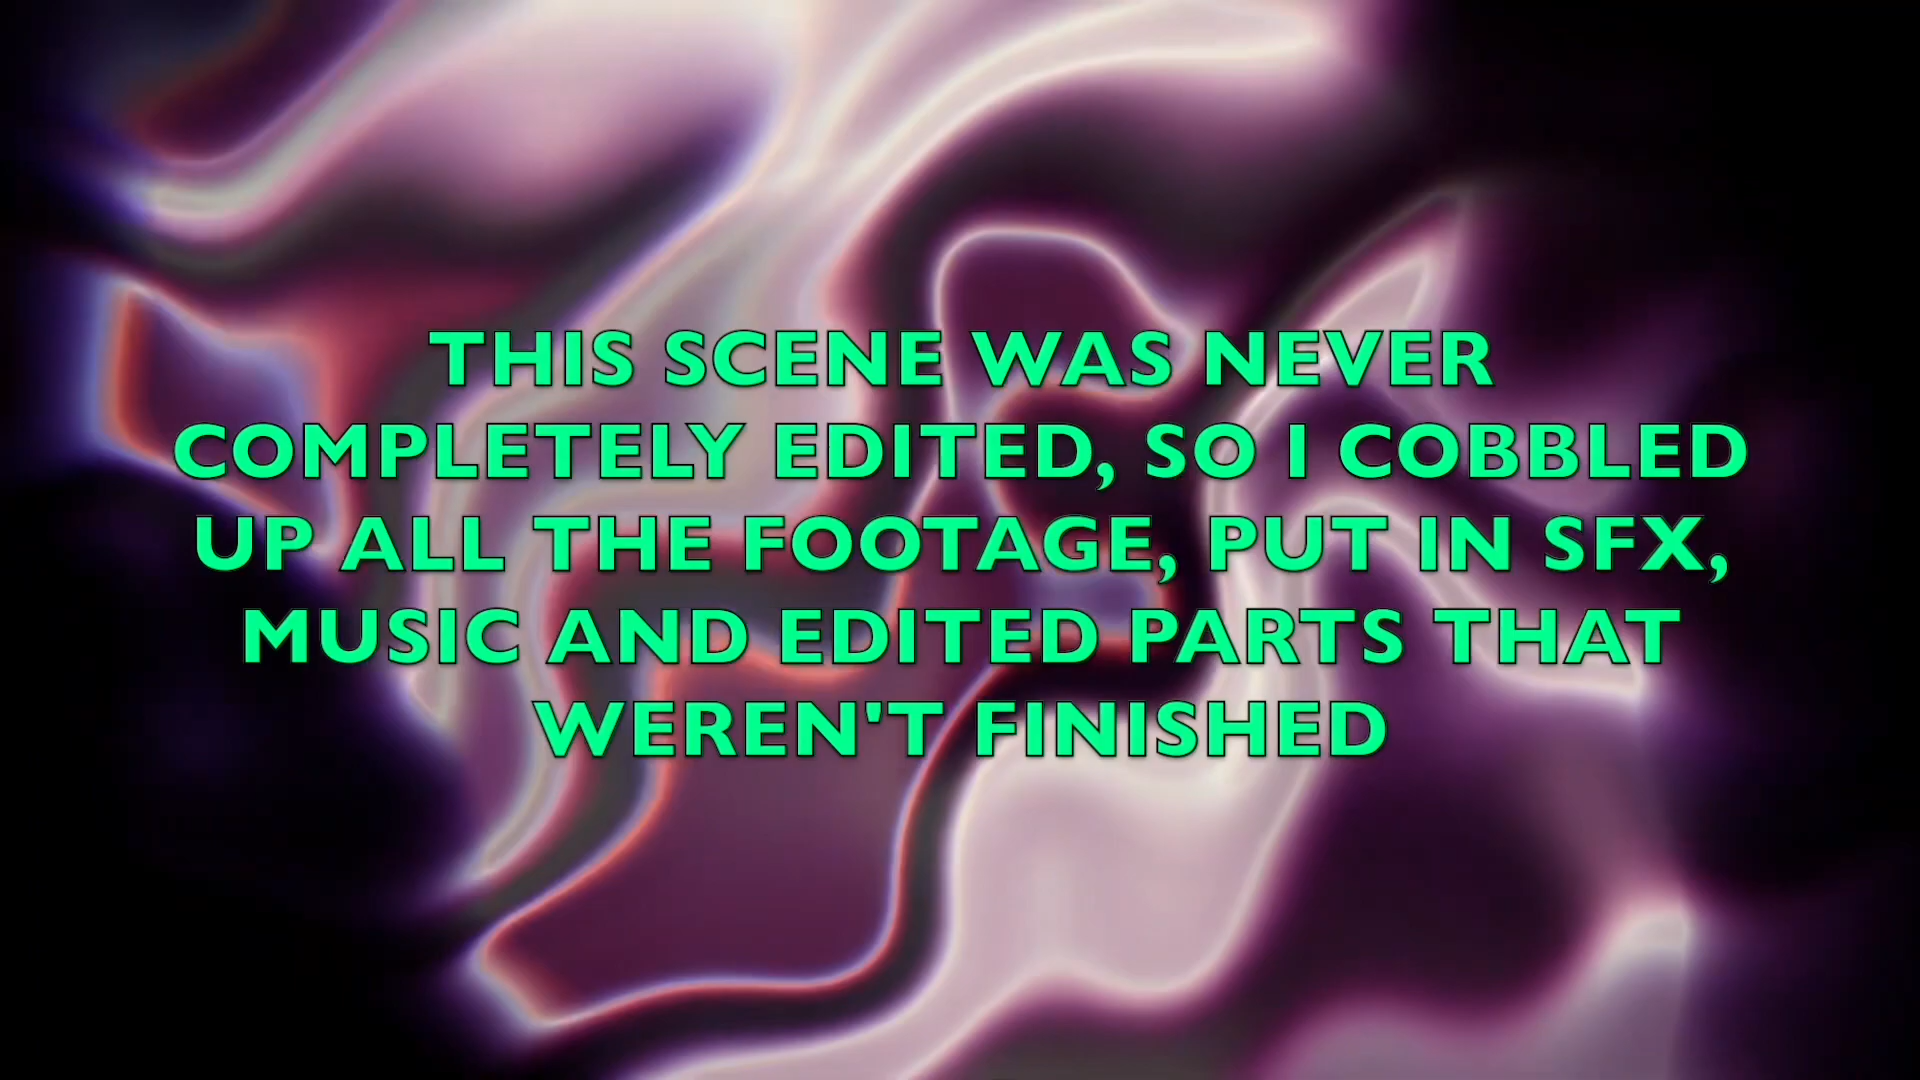 THIS SCENE WAS NEVER
COMPLETELY EDITED, SO I COBBLED
UP ALL THE FOOTAGE, PUT IN SFX,
MUSIC AND EDITED PARTS THAT
WEREN'T FINISHED